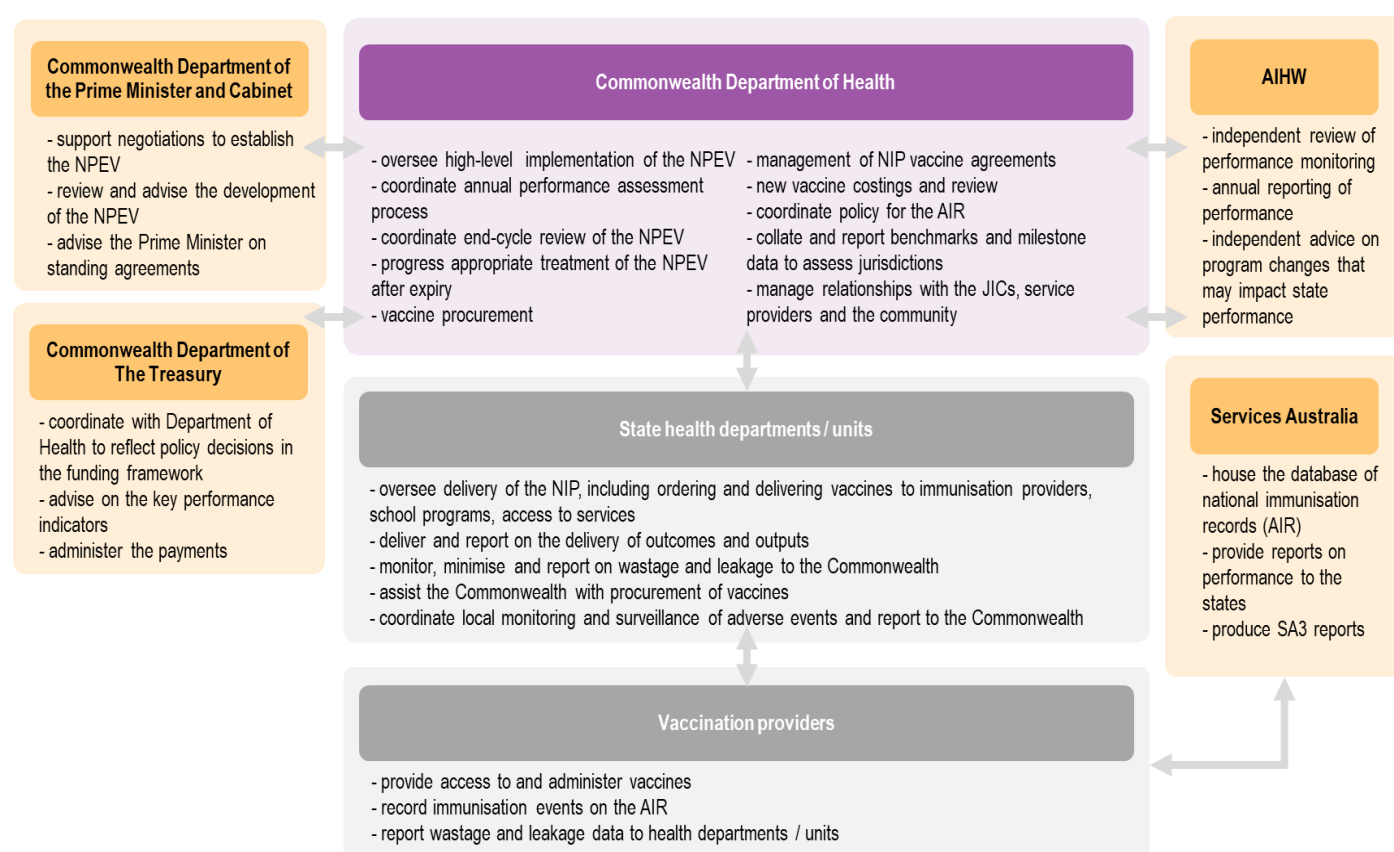 Commonwealth Department of
the Prime Minister and Cabinet
- support negotiations to establish
the NPEV
- review and advise the development
of the NPEV
- advise the Prime Minister on
standing agreements
Commonwealth Department of
The Treasury
- coordinate with Department of
Health to reflect policy decisions in
the funding framework
- advise on the key performance
indicators
- administer the payments
Commonwealth Department of Health
- oversee high-level implementation of the NPEV
- coordinate annual performance assessment
process
- coordinate end-cycle review of the NPEV
- progress appropriate treatment of the NPEV
after expiry
- vaccine procurement
- management of NIP vaccine agreements
- new vaccine costings and review
- coordinate policy for the AIR
- collate and report benchmarks and milestone
data to assess jurisdictions
- manage relationships with the JICs, service
providers and the community
State health departments / units
- oversee delivery of the NIP, including ordering and delivering vaccines to immunisation providers,
school programs, access to services
- deliver and report on the delivery of outcomes and outputs
- monitor, minimise and report on wastage and leakage to the Commonwealth
- assist the Commonwealth with procurement of vaccines
- coordinate local monitoring and surveillance of adverse events and report to the Commonwealth
Vaccination providers
- provide access to and administer vaccines
- record immunisation events on the AIR
- report wastage and leakage data to health departments / units
AIHW
- independent review of
performance monitoring
- annual reporting of
performance
- independent advice on
program changes that
may impact state
performance
Services Australia
- house the database of
national immunisation
records (AIR)
- provide reports on
performance to the
states
- produce SA3 reports